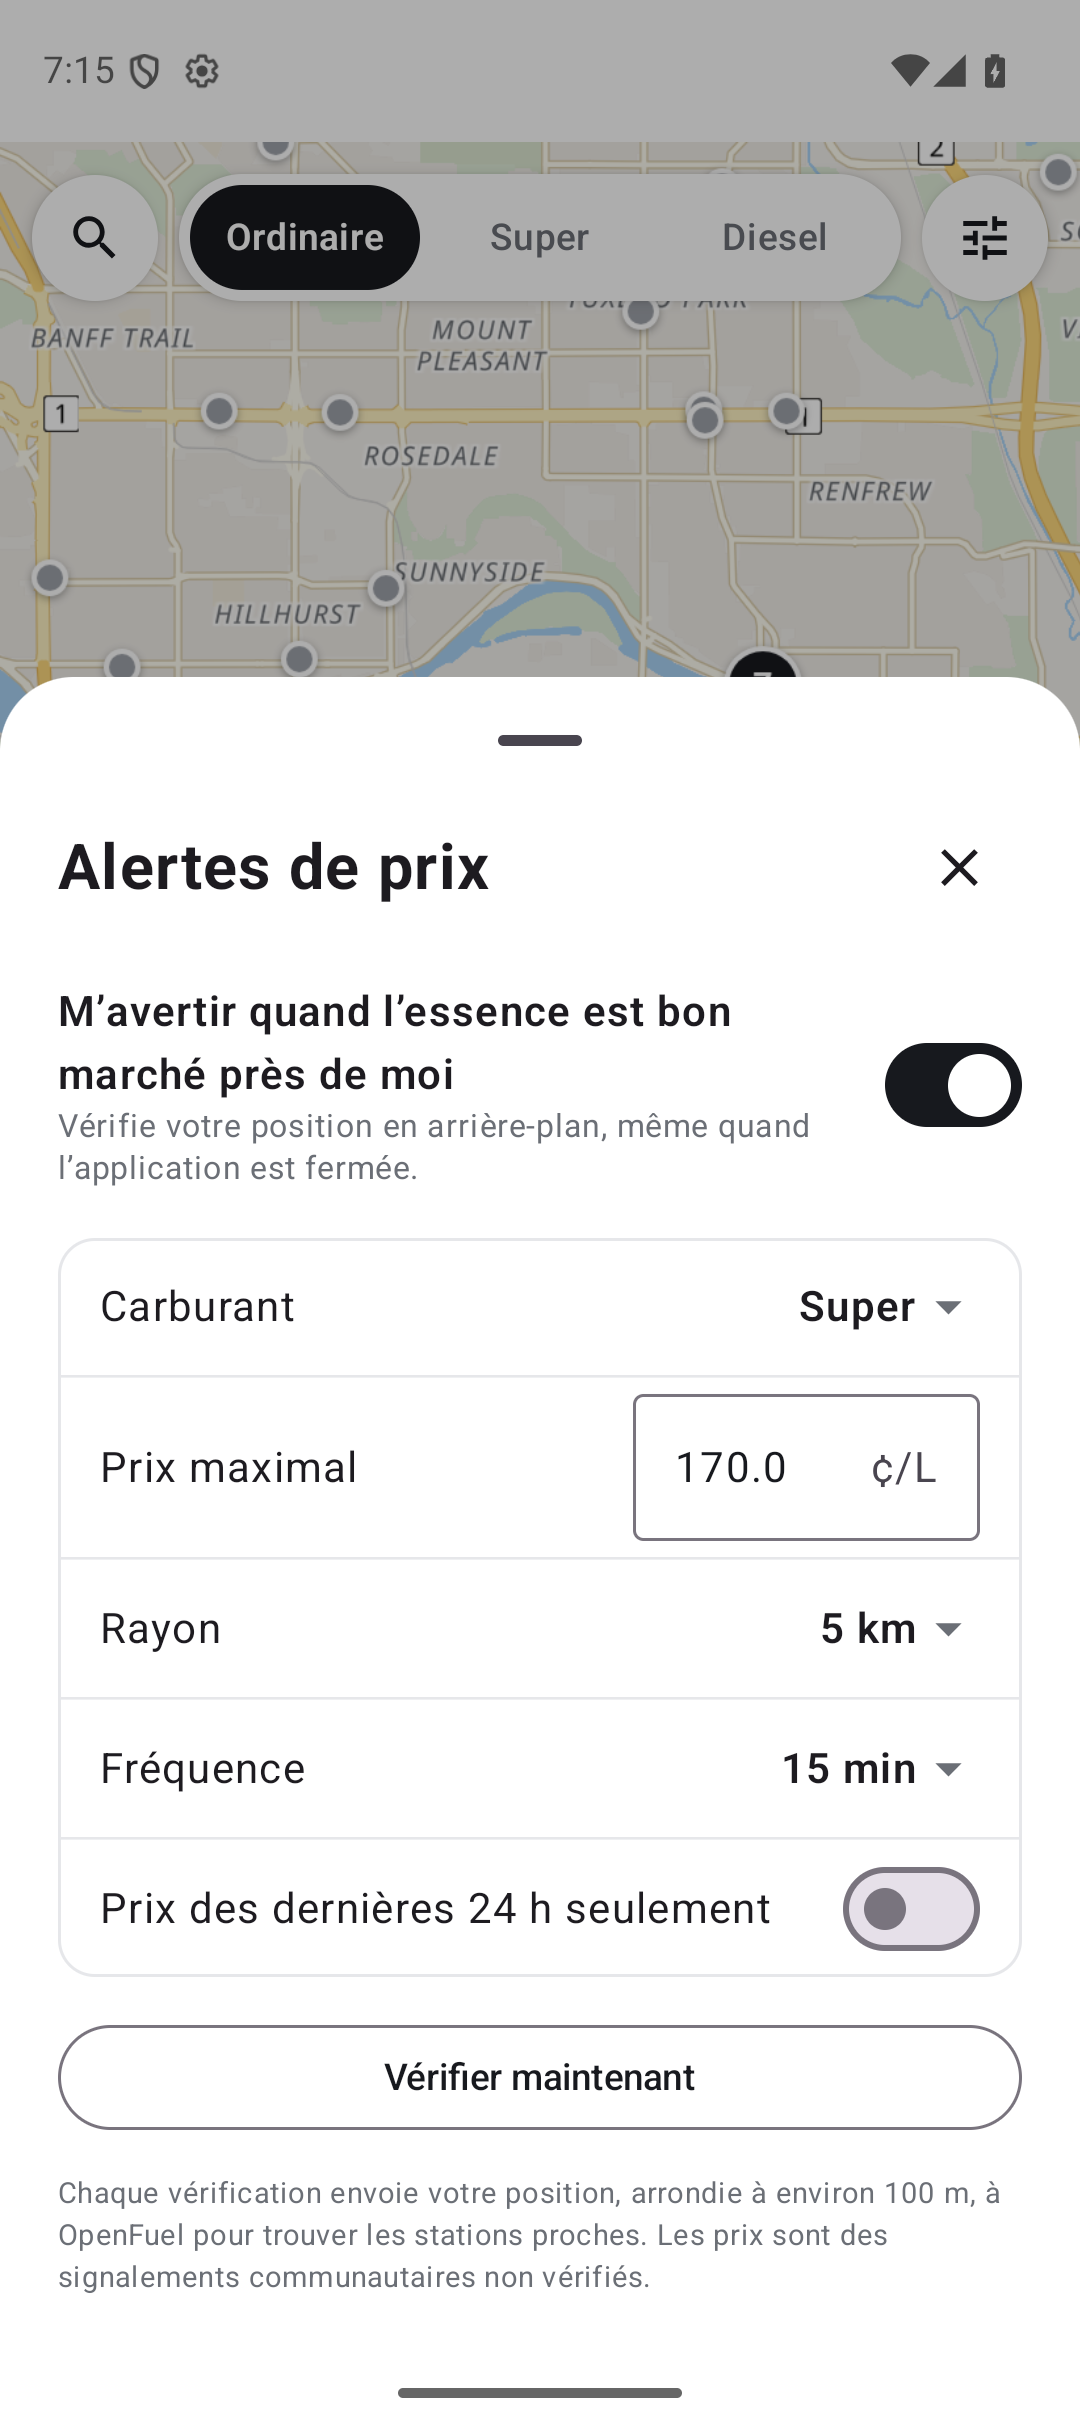 7:15
2
Ordinaire
Super
Diesel
BANFF TRAIL
MOUNT
PLEASANT
1
ROSEDALE
RENFREW
SUNNYSIDE
HILLHURST
Alertes de prix
M’avertir quand l’essence est bon
marché près de moi
Vérifie votre position en arrière-plan, même quand
l’application est fermée.
Carburant
Super
Prix maximal
170.0 ¢/L
Rayon
5 km
Fréquence
15 min
Prix des dernières 24 h seulement
Vérifier maintenant
Chaque vérification envoie votre position, arrondie à environ 100 m, à
OpenFuel pour trouver les stations proches. Les prix sont des
signalements communautaires non vérifiés.